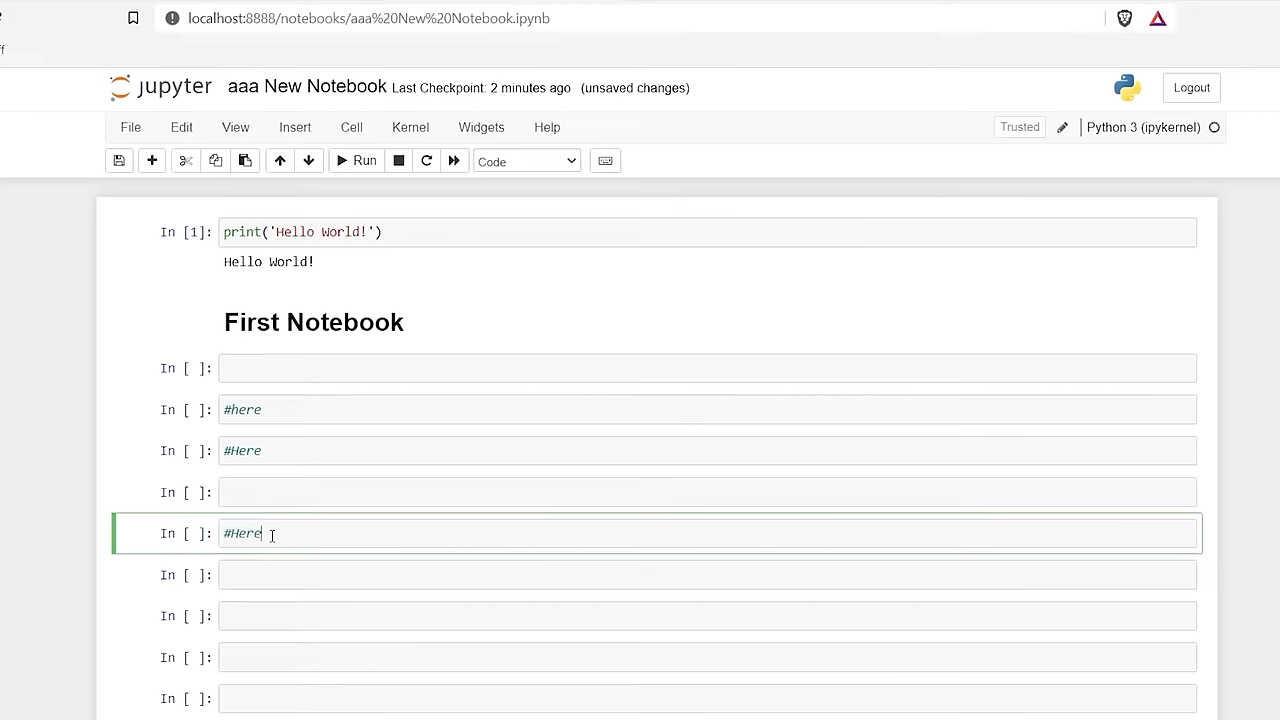 localhost:8888/notebooks/aaa%20New%20Notebook.ipynb
jupyter aaa New Notebook Last Checkpoint: 2 minutes ago (unsaved changes) Logout
File Edit View Insert Cell Kernel Widgets Help Trusted Python 3 (ipykernel)
Run Code
In [1]: print('Hello World!')
Hello World!
First Notebook
In [ ]:
In [ ]: #here
In [ ]: #Here
In [ ]:
In [ ]: #Here
In [ ]:
In [ ]:
In [ ]:
In [ ]: